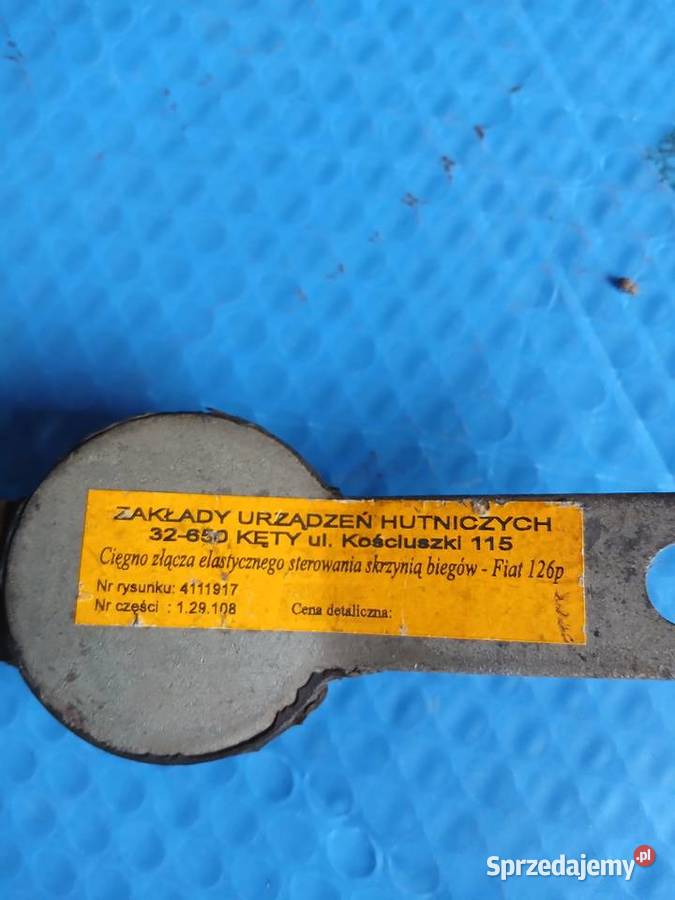 ZAKŁADY URZĄDZEŃ HUTNICZYCH
32-650 KĘTY ul. Kościuszki 115
Cięgno złącza elastycznego sterowania skrzynią biegów - Fiat 126p
Nr rysunku: 4111917
Nr części : 1.29.108 Cena detaliczna:
Sprzedajemy.pl